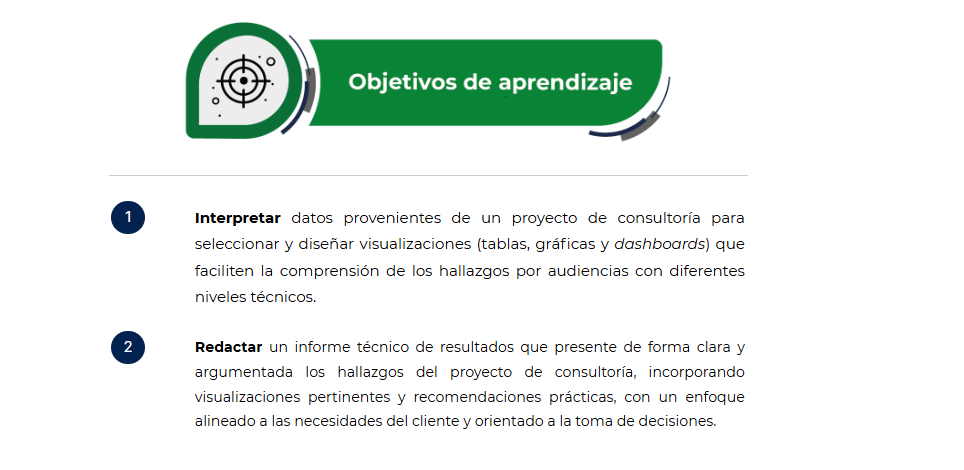 Objetivos de aprendizaje
1
Interpretar datos provenientes de un proyecto de consultoría para
seleccionar y diseñar visualizaciones (tablas, gráficas y dashboards) que
faciliten la comprensión de los hallazgos por audiencias con diferentes
niveles técnicos.
2
Redactar un informe técnico de resultados que presente de forma clara y
argumentada los hallazgos del proyecto de consultoría, incorporando
visualizaciones pertinentes y recomendaciones prácticas, con un enfoque
alineado a las necesidades del cliente y orientado a la toma de decisiones.